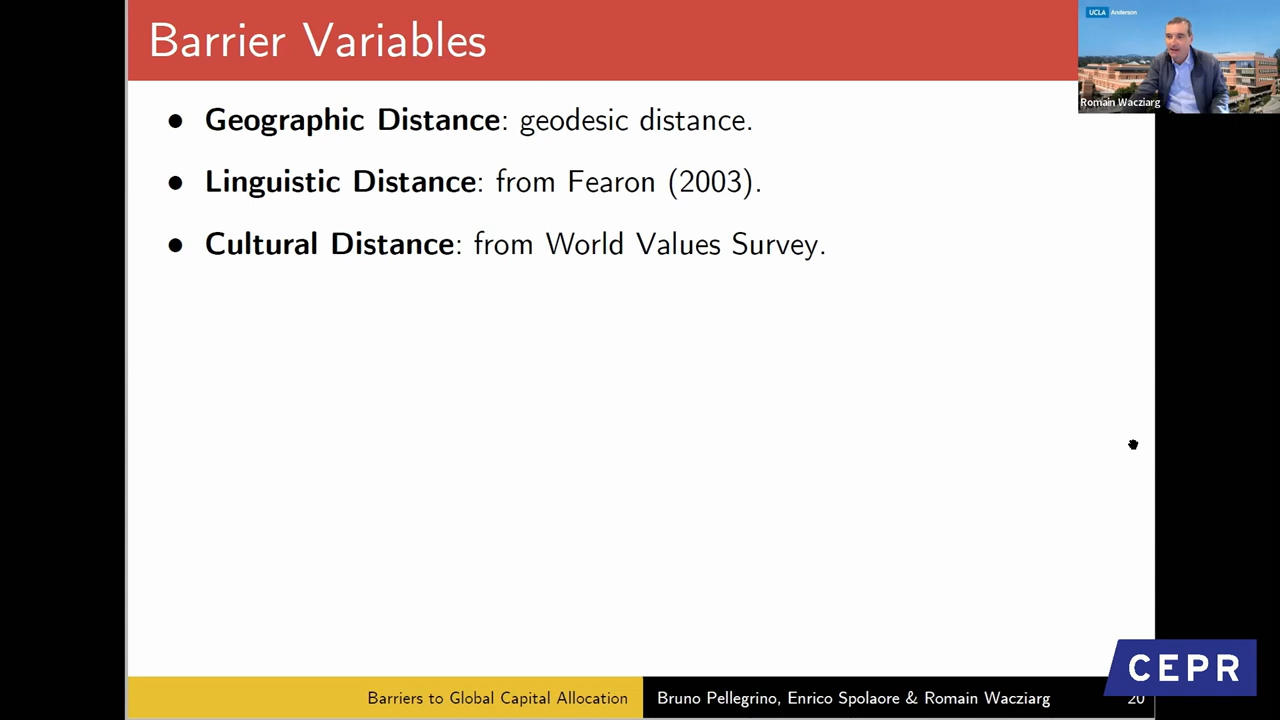 Barrier Variables
UCLA Anderson
Romain Wacziarg
● Geographic Distance: geodesic distance.
● Linguistic Distance: from Fearon (2003).
● Cultural Distance: from World Values Survey.
Barriers to Global Capital Allocation
Bruno Pellegrino, Enrico Spolaore & Romain Wacziarg
20
CEPR